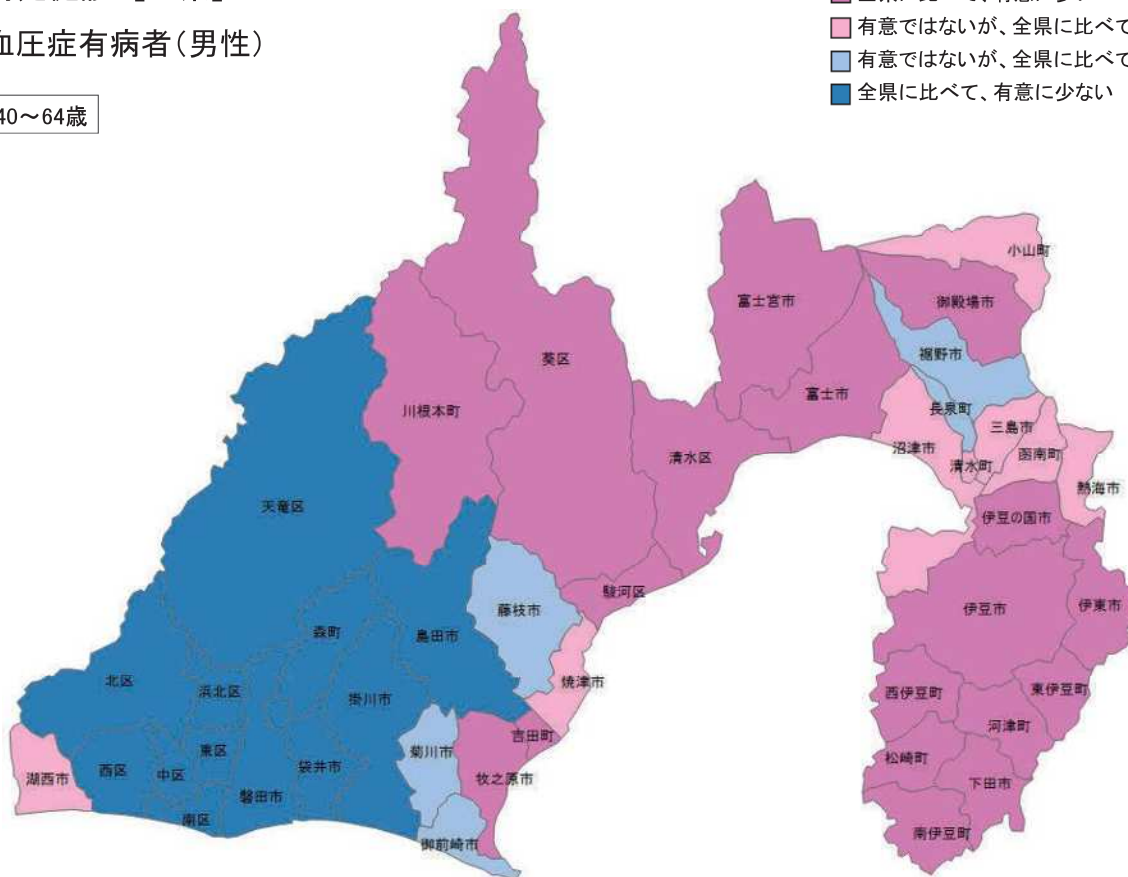 血圧症有病者(男性)
40～64歳
有意ではないが、全県に比べて
有意ではないが、全県に比べて
全県に比べて、有意に少ない
小山町
富士宮市
御殿場市
裾野市
葵区
富士市
川根本町
長泉町
三島市
沼津市
函南町
清水区
清水町
熱海市
天竜区
伊豆の国市
駿河区
藤枝市
伊豆市
伊東市
森町
島田市
北区
焼津市
浜北区
掛川市
西伊豆町
東伊豆町
河津町
吉田町
東区
菊川市
袋井市
松崎町
西区
中区
湖西市
牧之原市
下田市
磐田市
南区
南伊豆町
御前崎市